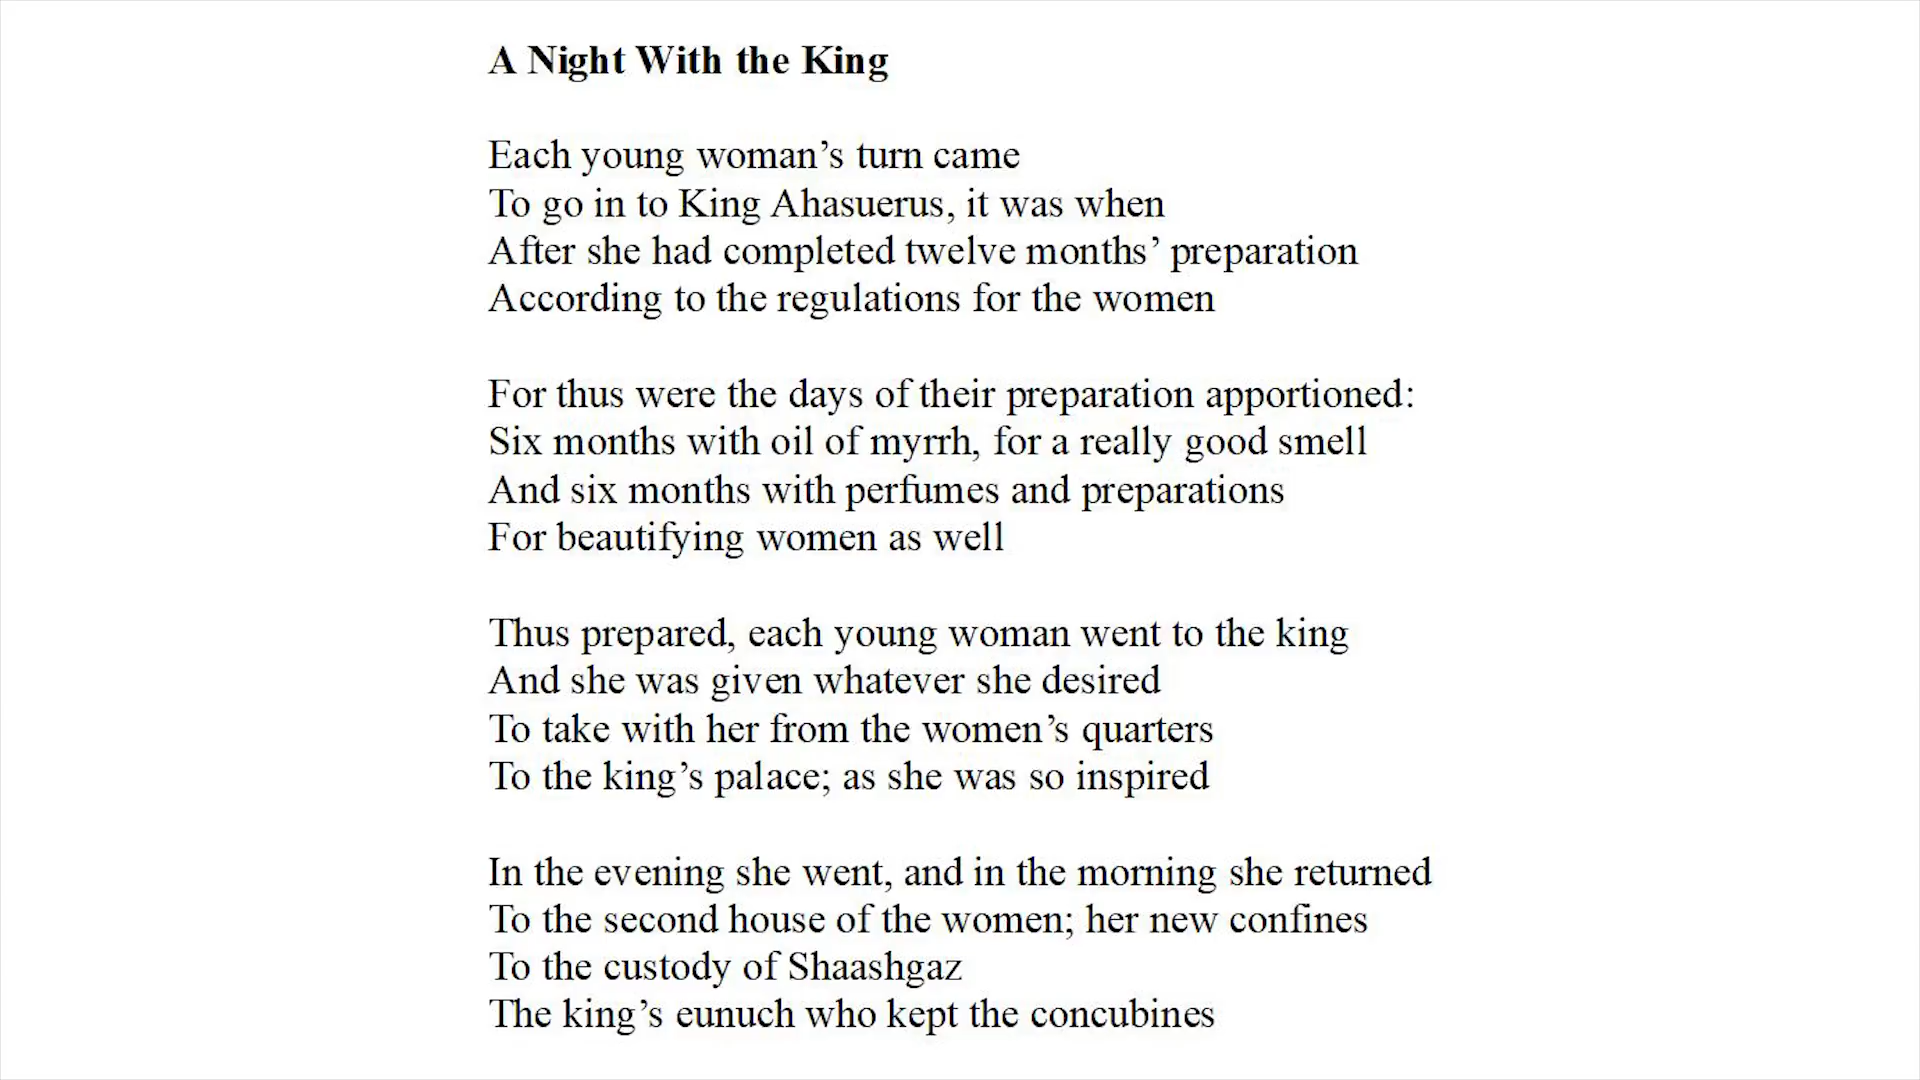 A Night With the King
Each young woman’s turn came
To go in to King Ahasuerus, it was when
After she had completed twelve months’ preparation
According to the regulations for the women
For thus were the days of their preparation apportioned:
Six months with oil of myrrh, for a really good smell
And six months with perfumes and preparations
For beautifying women as well
Thus prepared, each young woman went to the king
And she was given whatever she desired
To take with her from the women’s quarters
To the king’s palace; as she was so inspired
In the evening she went, and in the morning she returned
To the second house of the women; her new confines
To the custody of Shaashgaz
The king’s eunuch who kept the concubines